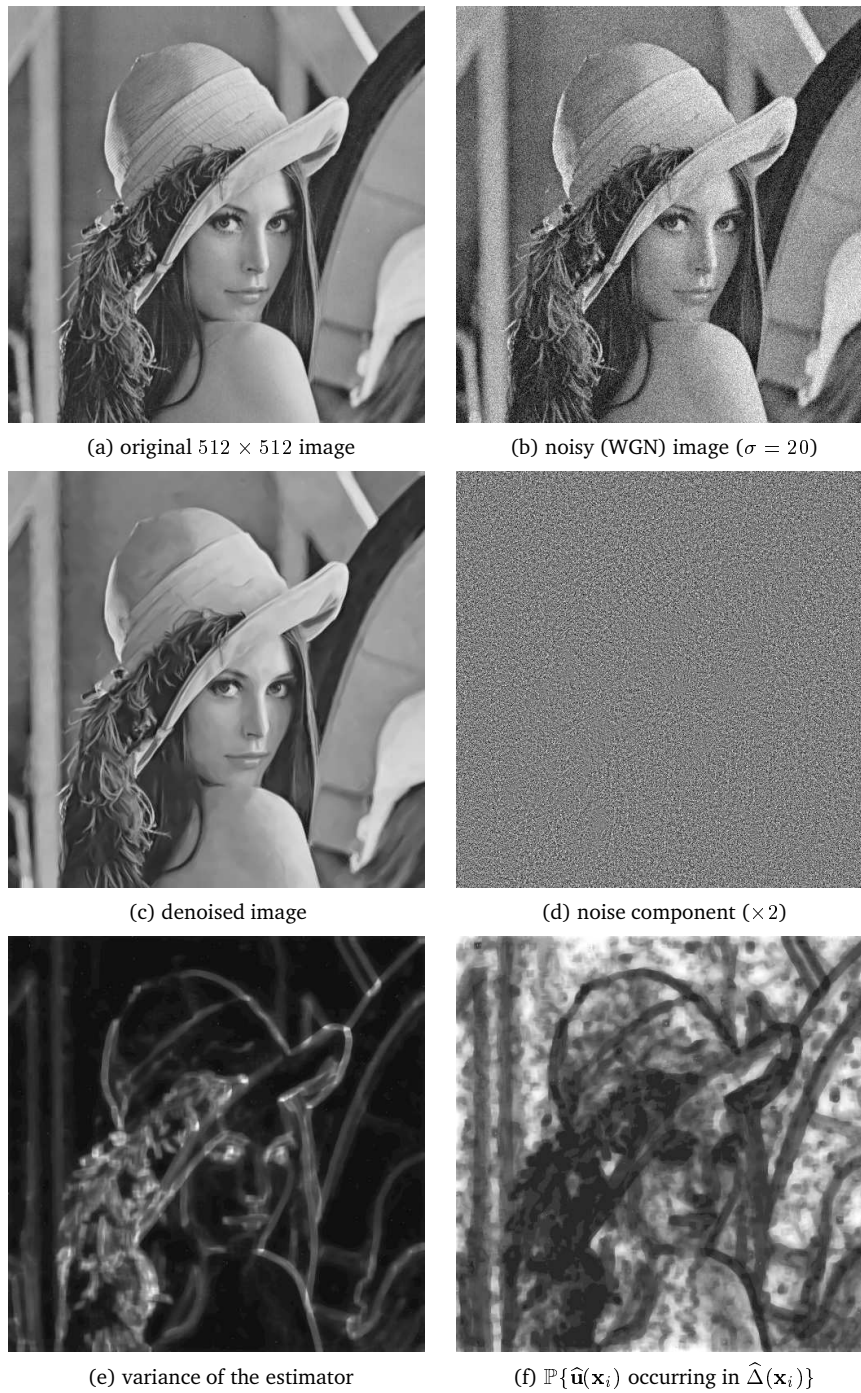 (a) original 512 × 512 image
(b) noisy (WGN) image (σ = 20)
(c) denoised image
(d) noise component (×2)
(e) variance of the estimator
(f) ℙ{û(xᵢ) occurring in Δ̂(xᵢ)}